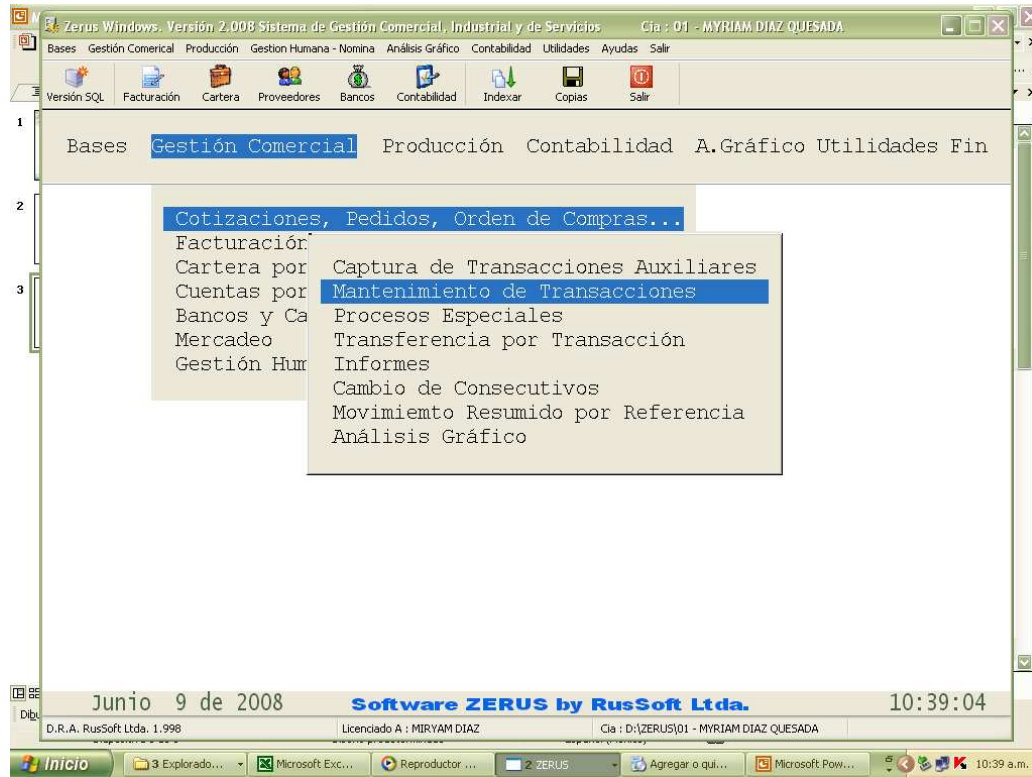 Zerus Windows. Versión 2.008 Sistema de Gestión Comercial, Industrial y de Servicios Cia : 01 - MYRIAM DIAZ QUESADA
Bases Gestión Comerical Producción Gestion Humana - Nomina Análisis Gráfico Contabilidad Utilidades Ayudas Salir
Versión SQL Facturación Cartera Proveedores Bancos Contabilidad Indexar Copias Salir
Bases Gestión Comercial Producción Contabilidad A.Gráfico Utilidades Fin
1
2
3
Cotizaciones, Pedidos, Orden de Compras...
Facturación
Cartera por
Cuentas por
Bancos y Ca
Mercadeo
Gestión Hum
Captura de Transacciones Auxiliares
Mantenimiento de Transacciones
Procesos Especiales
Transferencia por Transacción
Informes
Cambio de Consecutivos
Movimiemto Resumido por Referencia
Análisis Gráfico
Junio 9 de 2008 Software ZERUS by RusSoft Ltda. 10:39:04
D.R.A. RusSoft Ltda. 1.998 Licenciado A : MIRYAM DIAZ Cia : D:\ZERUS\01 - MYRIAM DIAZ QUESADA
Inicio 3 Explorado... Microsoft Exc... Reproductor ... 2 ZERUS Agregar o qui... Microsoft Pow... 10:39 a.m.